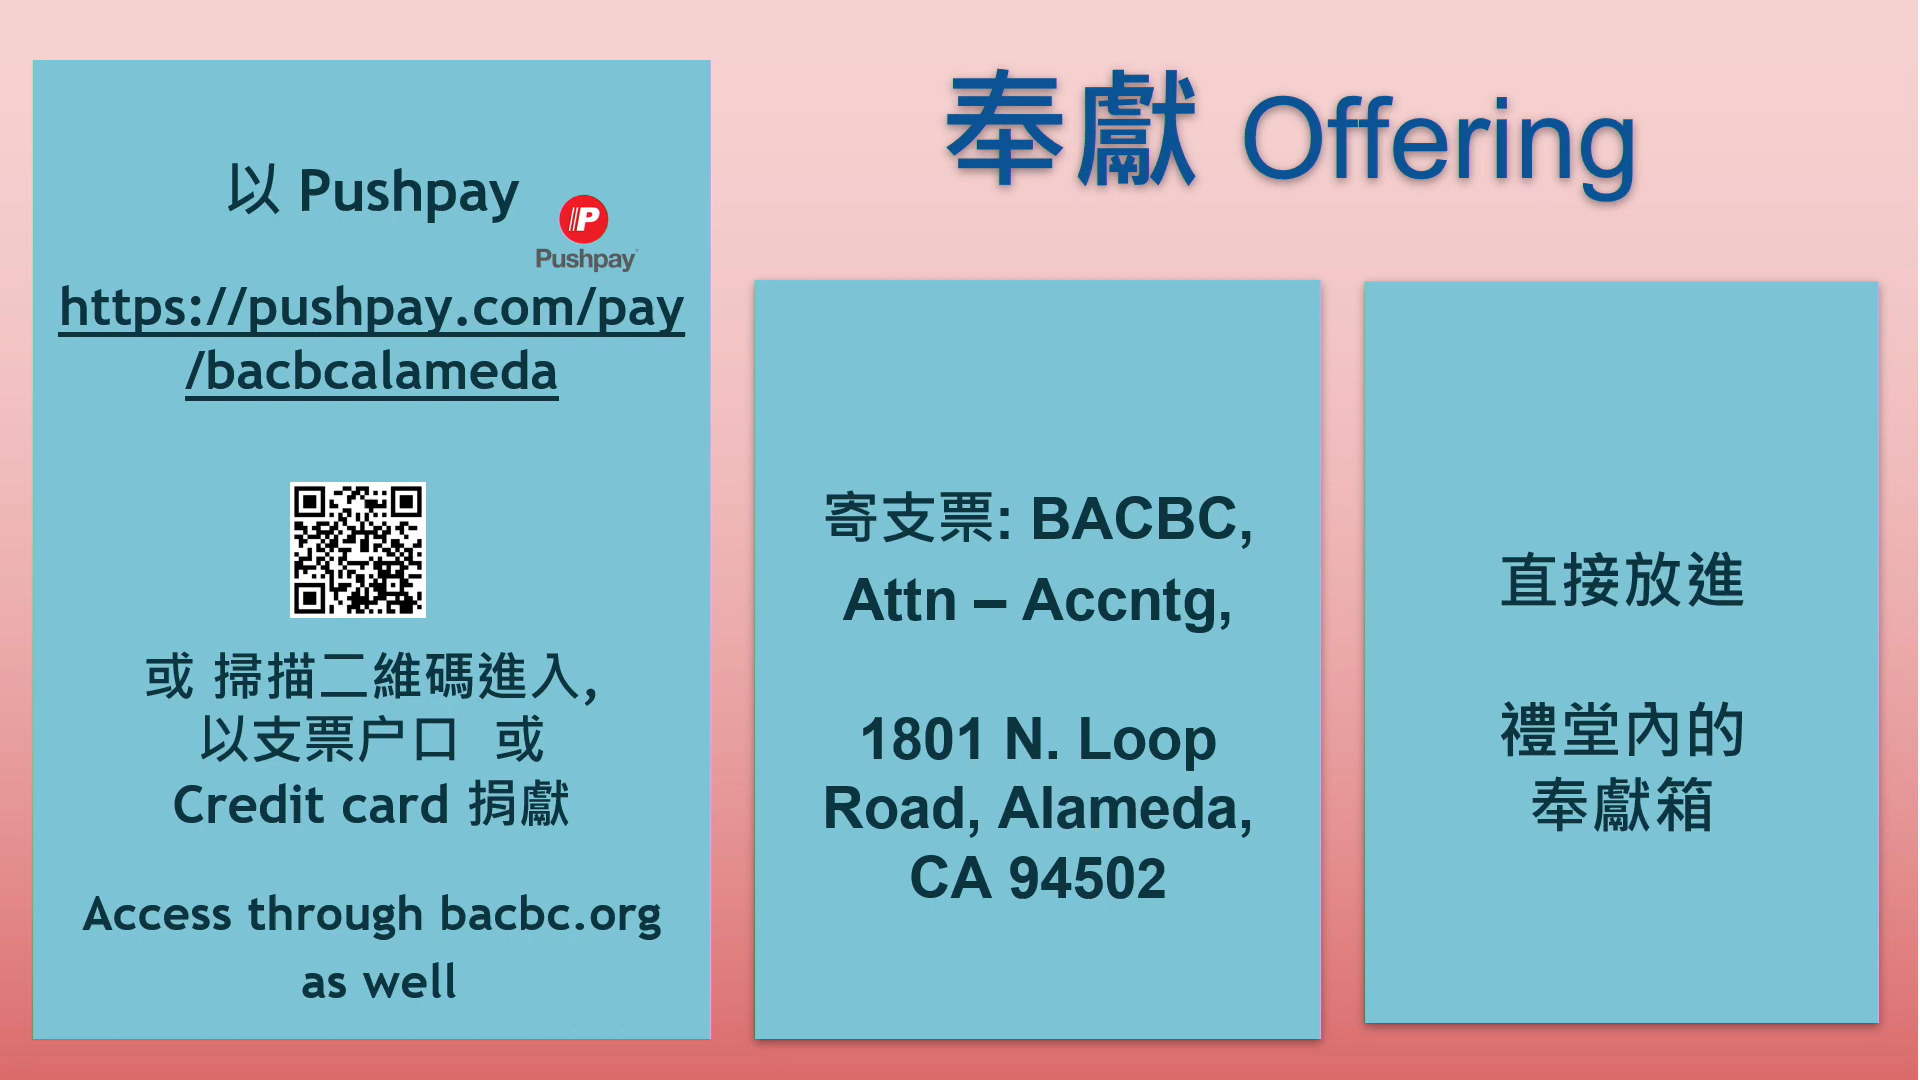 奉獻 Offering
以 Pushpay
Pushpay
https://pushpay.com/pay
/bacbcalameda
或 掃描二維碼進入,
以支票户口 或
Credit card 捐獻
Access through bacbc.org
as well
寄支票: BACBC,
Attn – Accntg,
1801 N. Loop
Road, Alameda,
CA 94502
直接放進
禮堂內的
奉獻箱